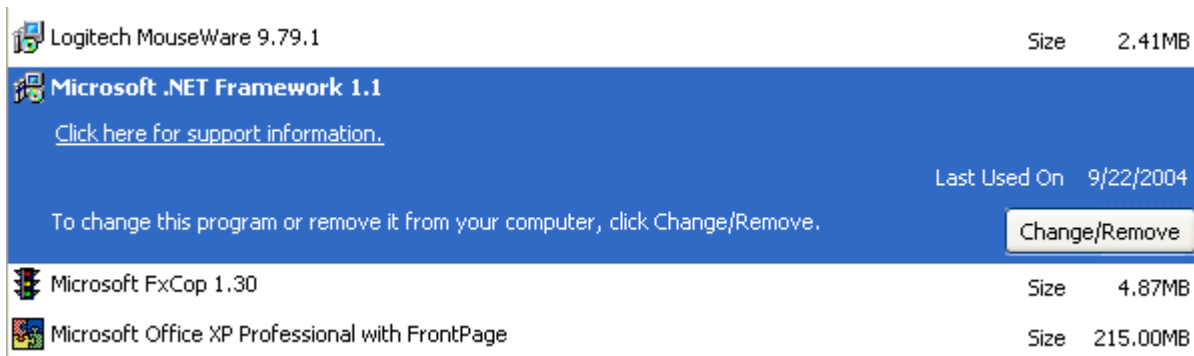 Logitech MouseWare 9.79.1 Size 2.41MB
Microsoft .NET Framework 1.1
Click here for support information.
Last Used On 9/22/2004
To change this program or remove it from your computer, click Change/Remove. Change/Remove
Microsoft FxCop 1.30 Size 4.87MB
Microsoft Office XP Professional with FrontPage Size 215.00MB